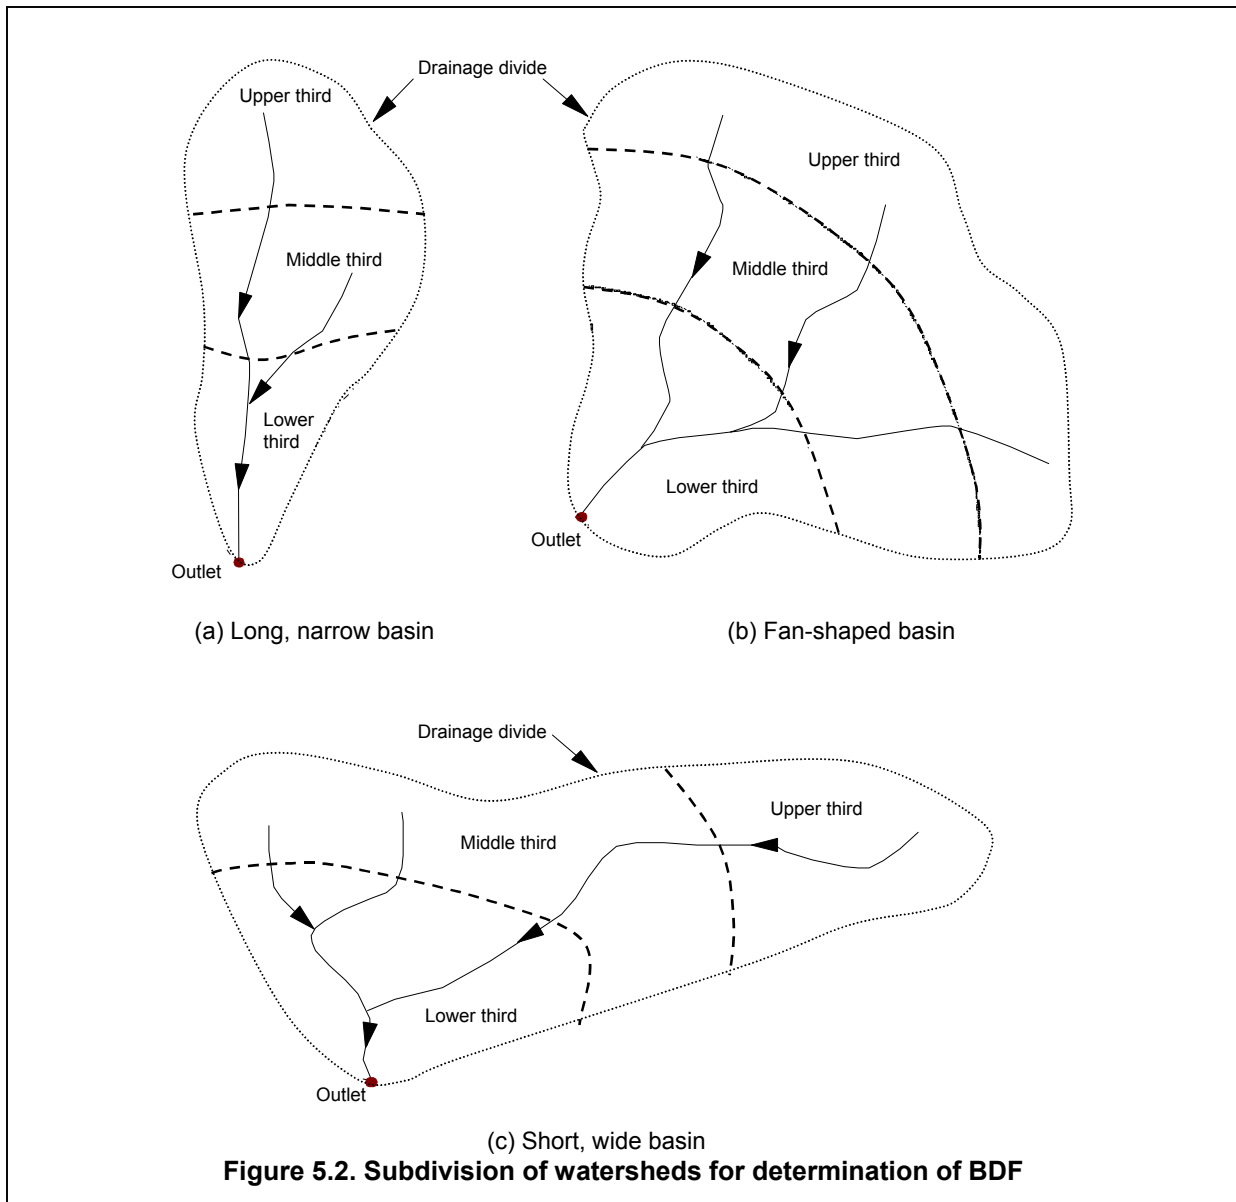 Drainage divide
Upper third
Middle third
Lower
third
Outlet
(a) Long, narrow basin
Upper third
Middle third
Lower third
Outlet
(b) Fan-shaped basin
Drainage divide
Upper third
Middle third
Lower third
Outlet
(c) Short, wide basin
Figure 5.2. Subdivision of watersheds for determination of BDF